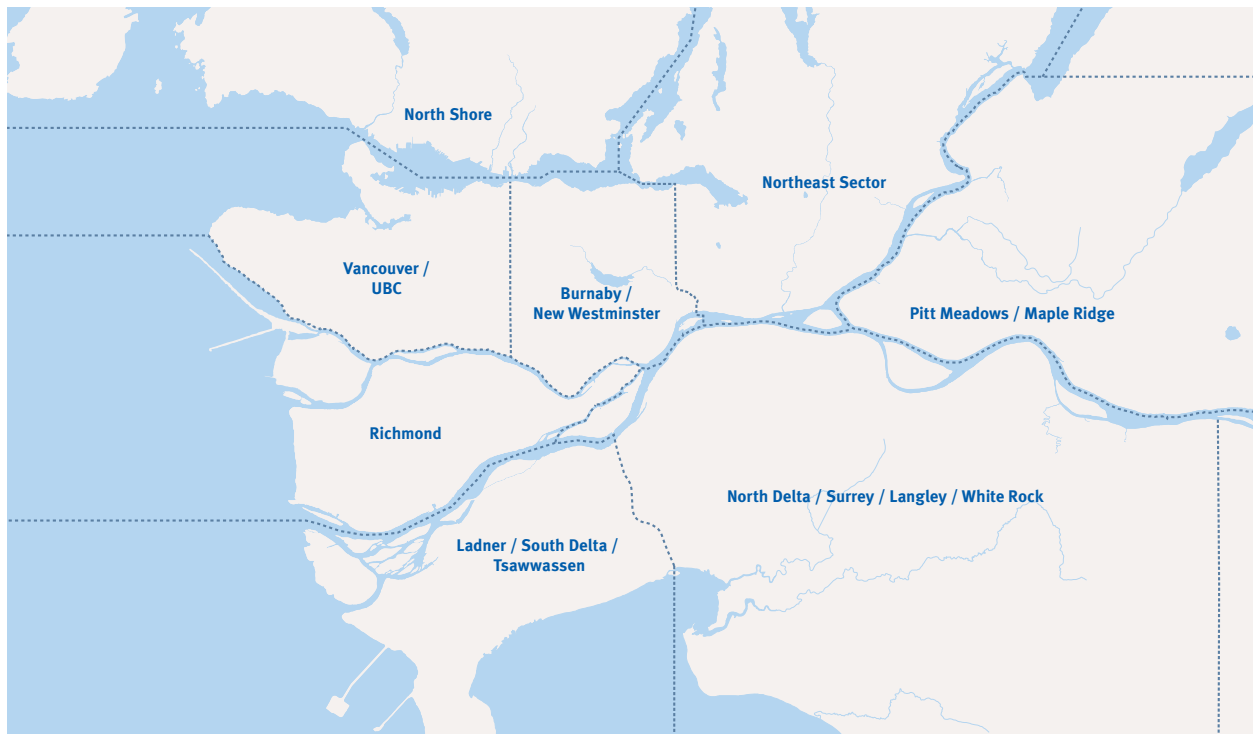 North Shore
Northeast Sector
Vancouver /
UBC
Burnaby /
New Westminster
Pitt Meadows / Maple Ridge
Richmond
North Delta / Surrey / Langley / White Rock
Ladner / South Delta /
Tsawwassen